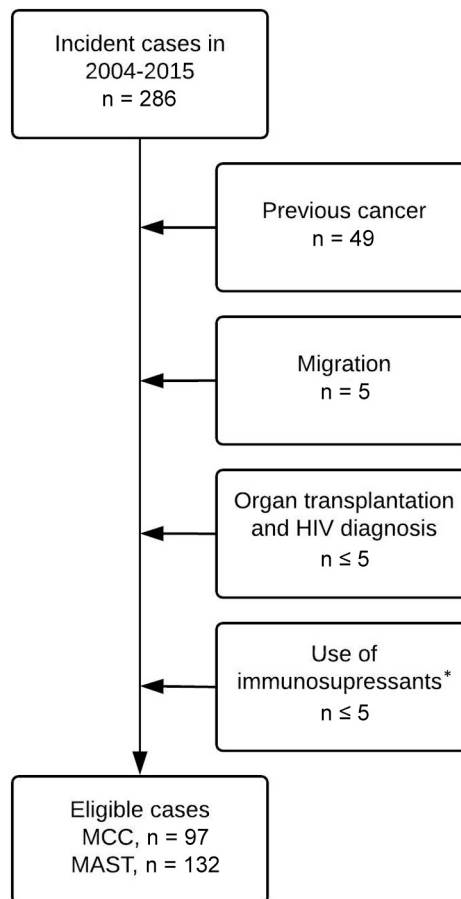 Incident cases in
2004-2015
n = 286
Previous cancer
n = 49
Migration
n = 5
Organ transplantation
and HIV diagnosis
n ≤ 5
Use of
immunosupressants*
n ≤ 5
Eligible cases
MCC, n = 97
MAST, n = 132